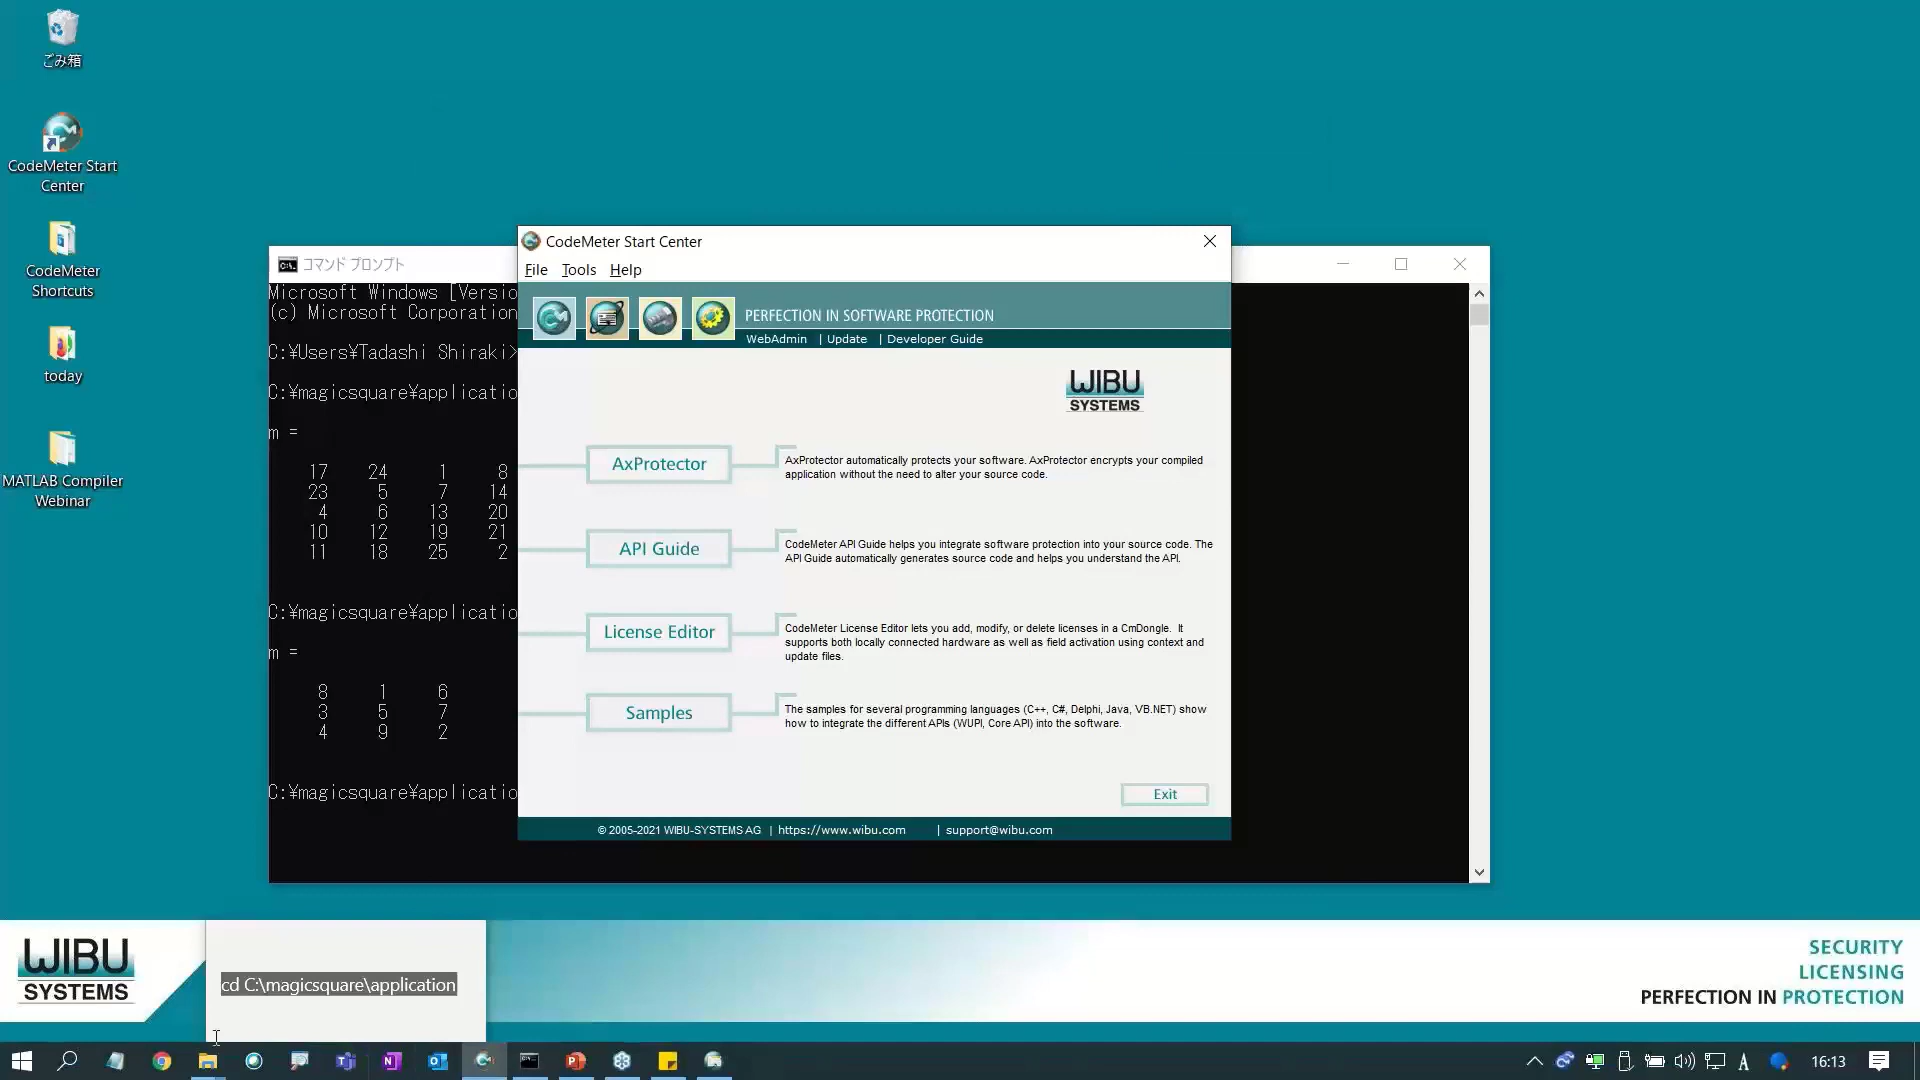 ごみ箱
CodeMeter Start
Center
CodeMeter
Shortcuts
today
MATLAB Compiler
Webinar
コマンド プロンプト
Microsoft Windows [Versio
(c) Microsoft Corporation
C:¥Users¥Tadashi Shiraki>
C:¥magicsquare¥applicatio
m =
17 24 1 8
23 5 7 14
4 6 13 20
10 12 19 21
11 18 25 2
C:¥magicsquare¥applicatio
m =
8 1 6
3 5 7
4 9 2
C:¥magicsquare¥applicatio
CodeMeter Start Center
File Tools Help
PERFECTION IN SOFTWARE PROTECTION
WebAdmin | Update | Developer Guide
WIBU
SYSTEMS
AxProtector
AxProtector automatically protects your software. AxProtector encrypts your compiled
application without the need to alter your source code.
API Guide
CodeMeter API Guide helps you integrate software protection into your source code. The
API Guide automatically generates source code and helps you understand the API.
License Editor
CodeMeter License Editor lets you add, modify, or delete licenses in a CmDongle. It
supports both locally connected hardware as well as field activation using context and
update files.
Samples
The samples for several programming languages (C++, C#, Delphi, Java, VB.NET) show
how to integrate the different APIs (WUPI, Core API) into the software.
Exit
© 2005-2021 WIBU-SYSTEMS AG | https://www.wibu.com | support@wibu.com
WIBU
SYSTEMS
cd C:\magicsquare\application
SECURITY
LICENSING
PERFECTION IN PROTECTION
A
16:13